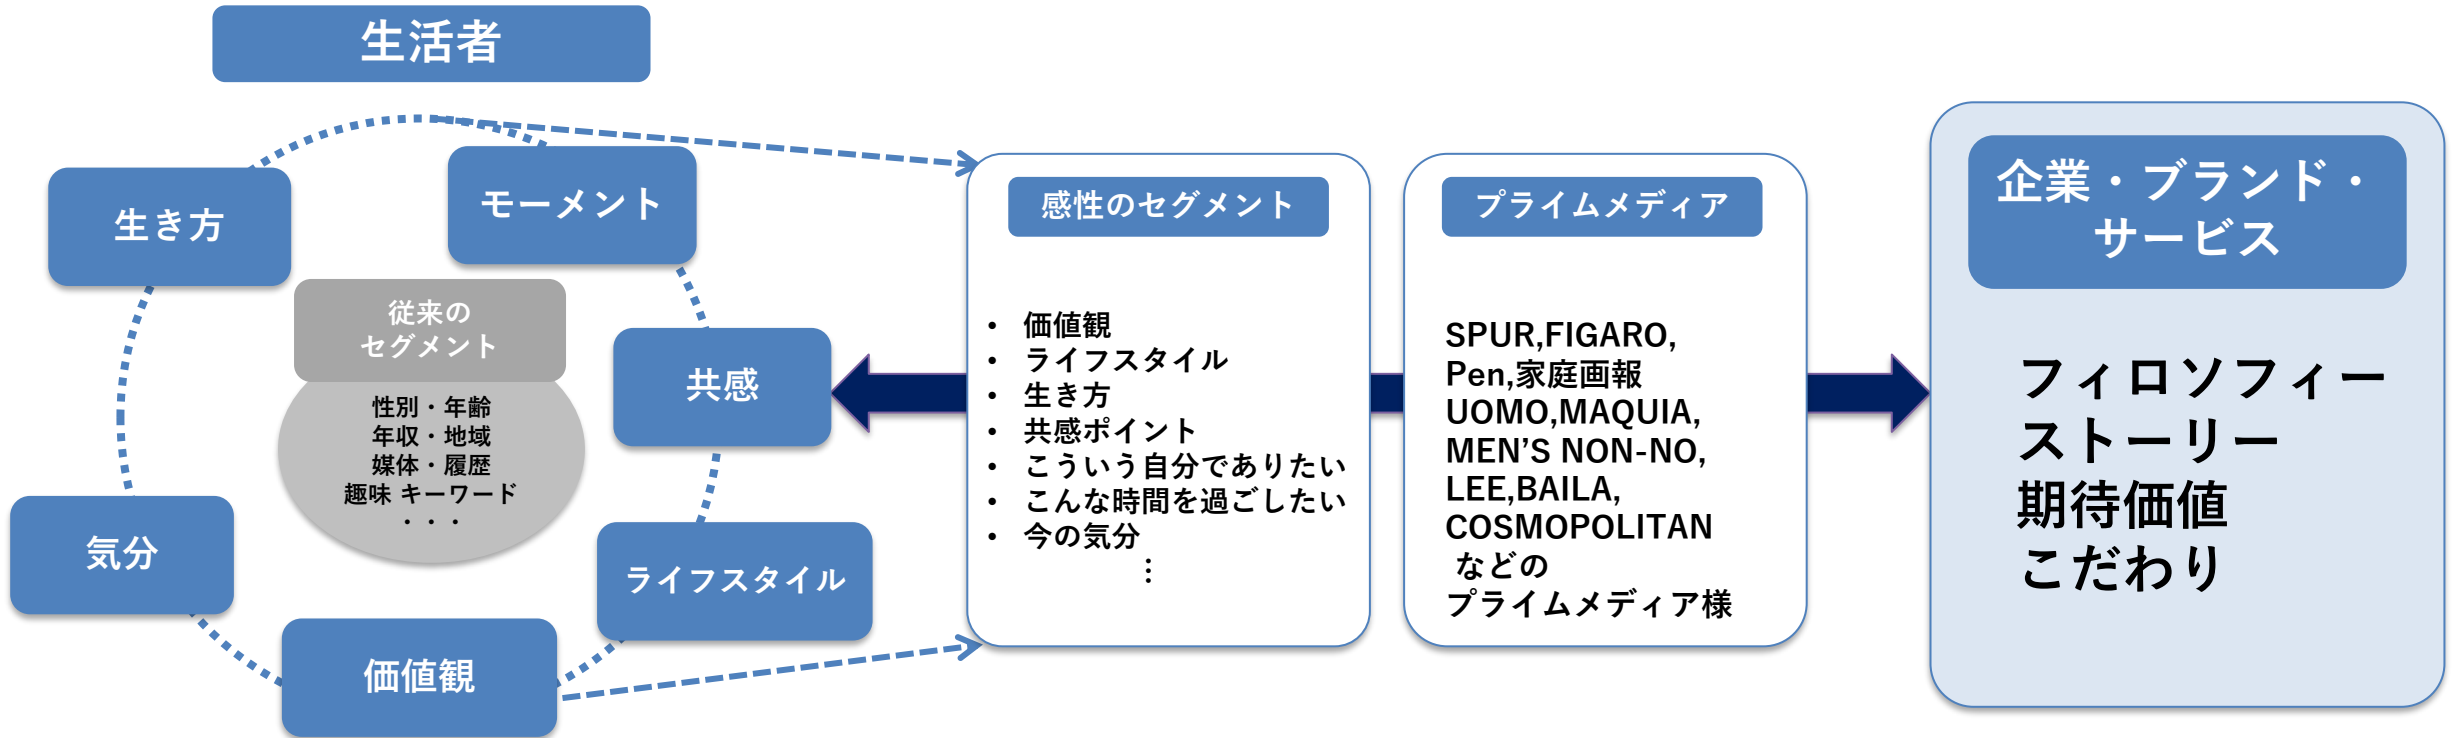 生活者
生き方
モーメント
従来の
セグメント
性別・年齢
年収・地域
媒体・履歴
趣味 キーワード
・・・
共感
気分
ライフスタイル
価値観
感性のセグメント
• 価値観
• ライフスタイル
• 生き方
• 共感ポイント
• こういう自分でありたい
• こんな時間を過ごしたい
• 今の気分
…
プライムメディア
SPUR,FIGARO,
Pen,家庭画報
UOMO,MAQUIA,
MEN’S NON-NO,
LEE,BAILA,
COSMOPOLITAN
などの
プライムメディア様
企業・ブランド・
サービス
フィロソフィー
ストーリー
期待価値
こだわり